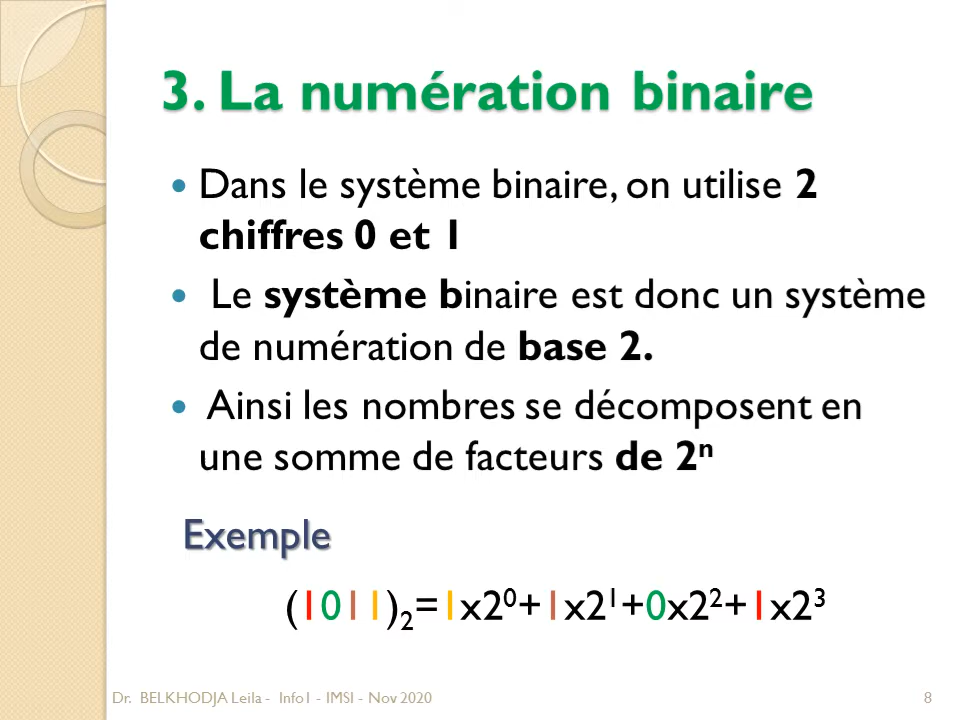 3. La numération binaire
• Dans le système binaire, on utilise 2
chiffres 0 et 1
• Le système binaire est donc un système
de numération de base 2.
• Ainsi les nombres se décomposent en
une somme de facteurs de 2ⁿ
Exemple
(1011)₂=1x2⁰+1x2¹+0x2²+1x2³
Dr. BELKHODJA Leila - Info1 - IMSI - Nov 2020 8